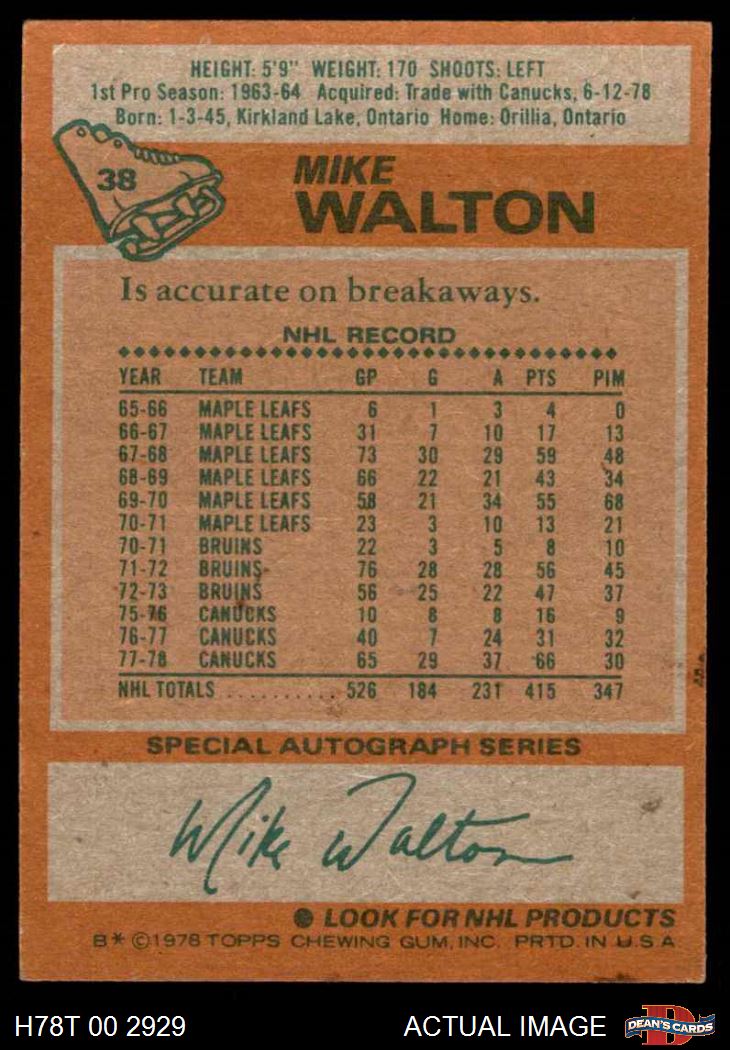 HEIGHT: 5'9" WEIGHT: 170 SHOOTS: LEFT
1st Pro Season: 1963-64 Acquired: Trade with Canucks, 6-12-78
Born: 1-3-45, Kirkland Lake, Ontario Home: Orillia, Ontario
38
MIKE
WALTON
Is accurate on breakaways.
NHL RECORD
YEAR TEAM GP G A PTS PIM
65-66 MAPLE LEAFS 6 1 3 4 0
66-67 MAPLE LEAFS 31 7 10 17 13
67-68 MAPLE LEAFS 73 30 29 59 48
68-69 MAPLE LEAFS 66 22 21 43 34
69-70 MAPLE LEAFS 58 21 34 55 68
70-71 MAPLE LEAFS 23 3 10 13 21
70-71 BRUINS 22 3 5 8 10
71-72 BRUINS 76 28 28 56 45
72-73 BRUINS 56 25 22 47 37
75-76 CANUCKS 10 8 8 16 9
76-77 CANUCKS 40 7 24 31 32
77-78 CANUCKS 65 29 37 66 30
NHL TOTALS .......... 526 184 231 415 347
SPECIAL AUTOGRAPH SERIES
Mike Walton
● LOOK FOR NHL PRODUCTS
B* ©1978 TOPPS CHEWING GUM, INC. PRTD. IN U.S.A
H78T 00 2929 ACTUAL IMAGE D DEAN'S CARDS